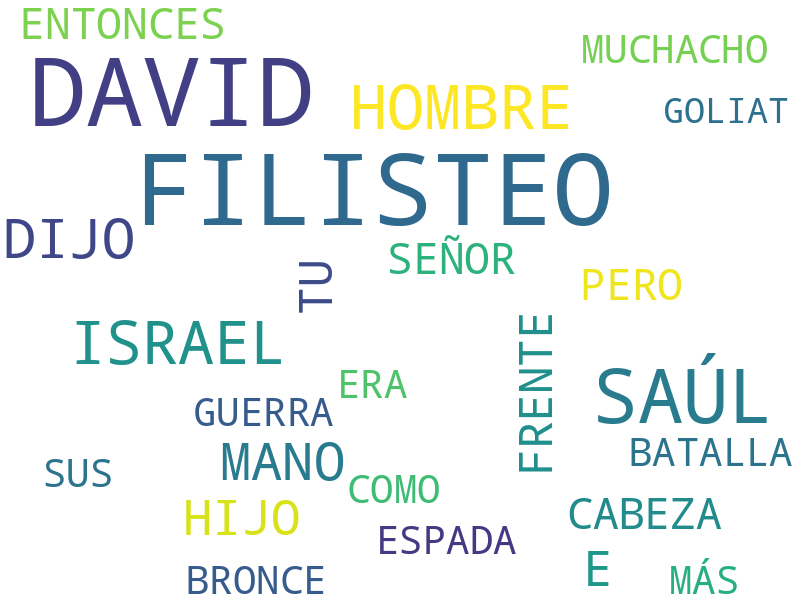 ENTONCES
MUCHACHO
DAVID
HOMBRE
GOLIAT
FILISTEO
DIJO
SEÑOR
TU
PERO
ISRAEL
FRENTE
ERA
SAÚL
GUERRA
MANO
BATALLA
SUS
COMO
HIJO
CABEZA
ESPADA
E
BRONCE
MÁS